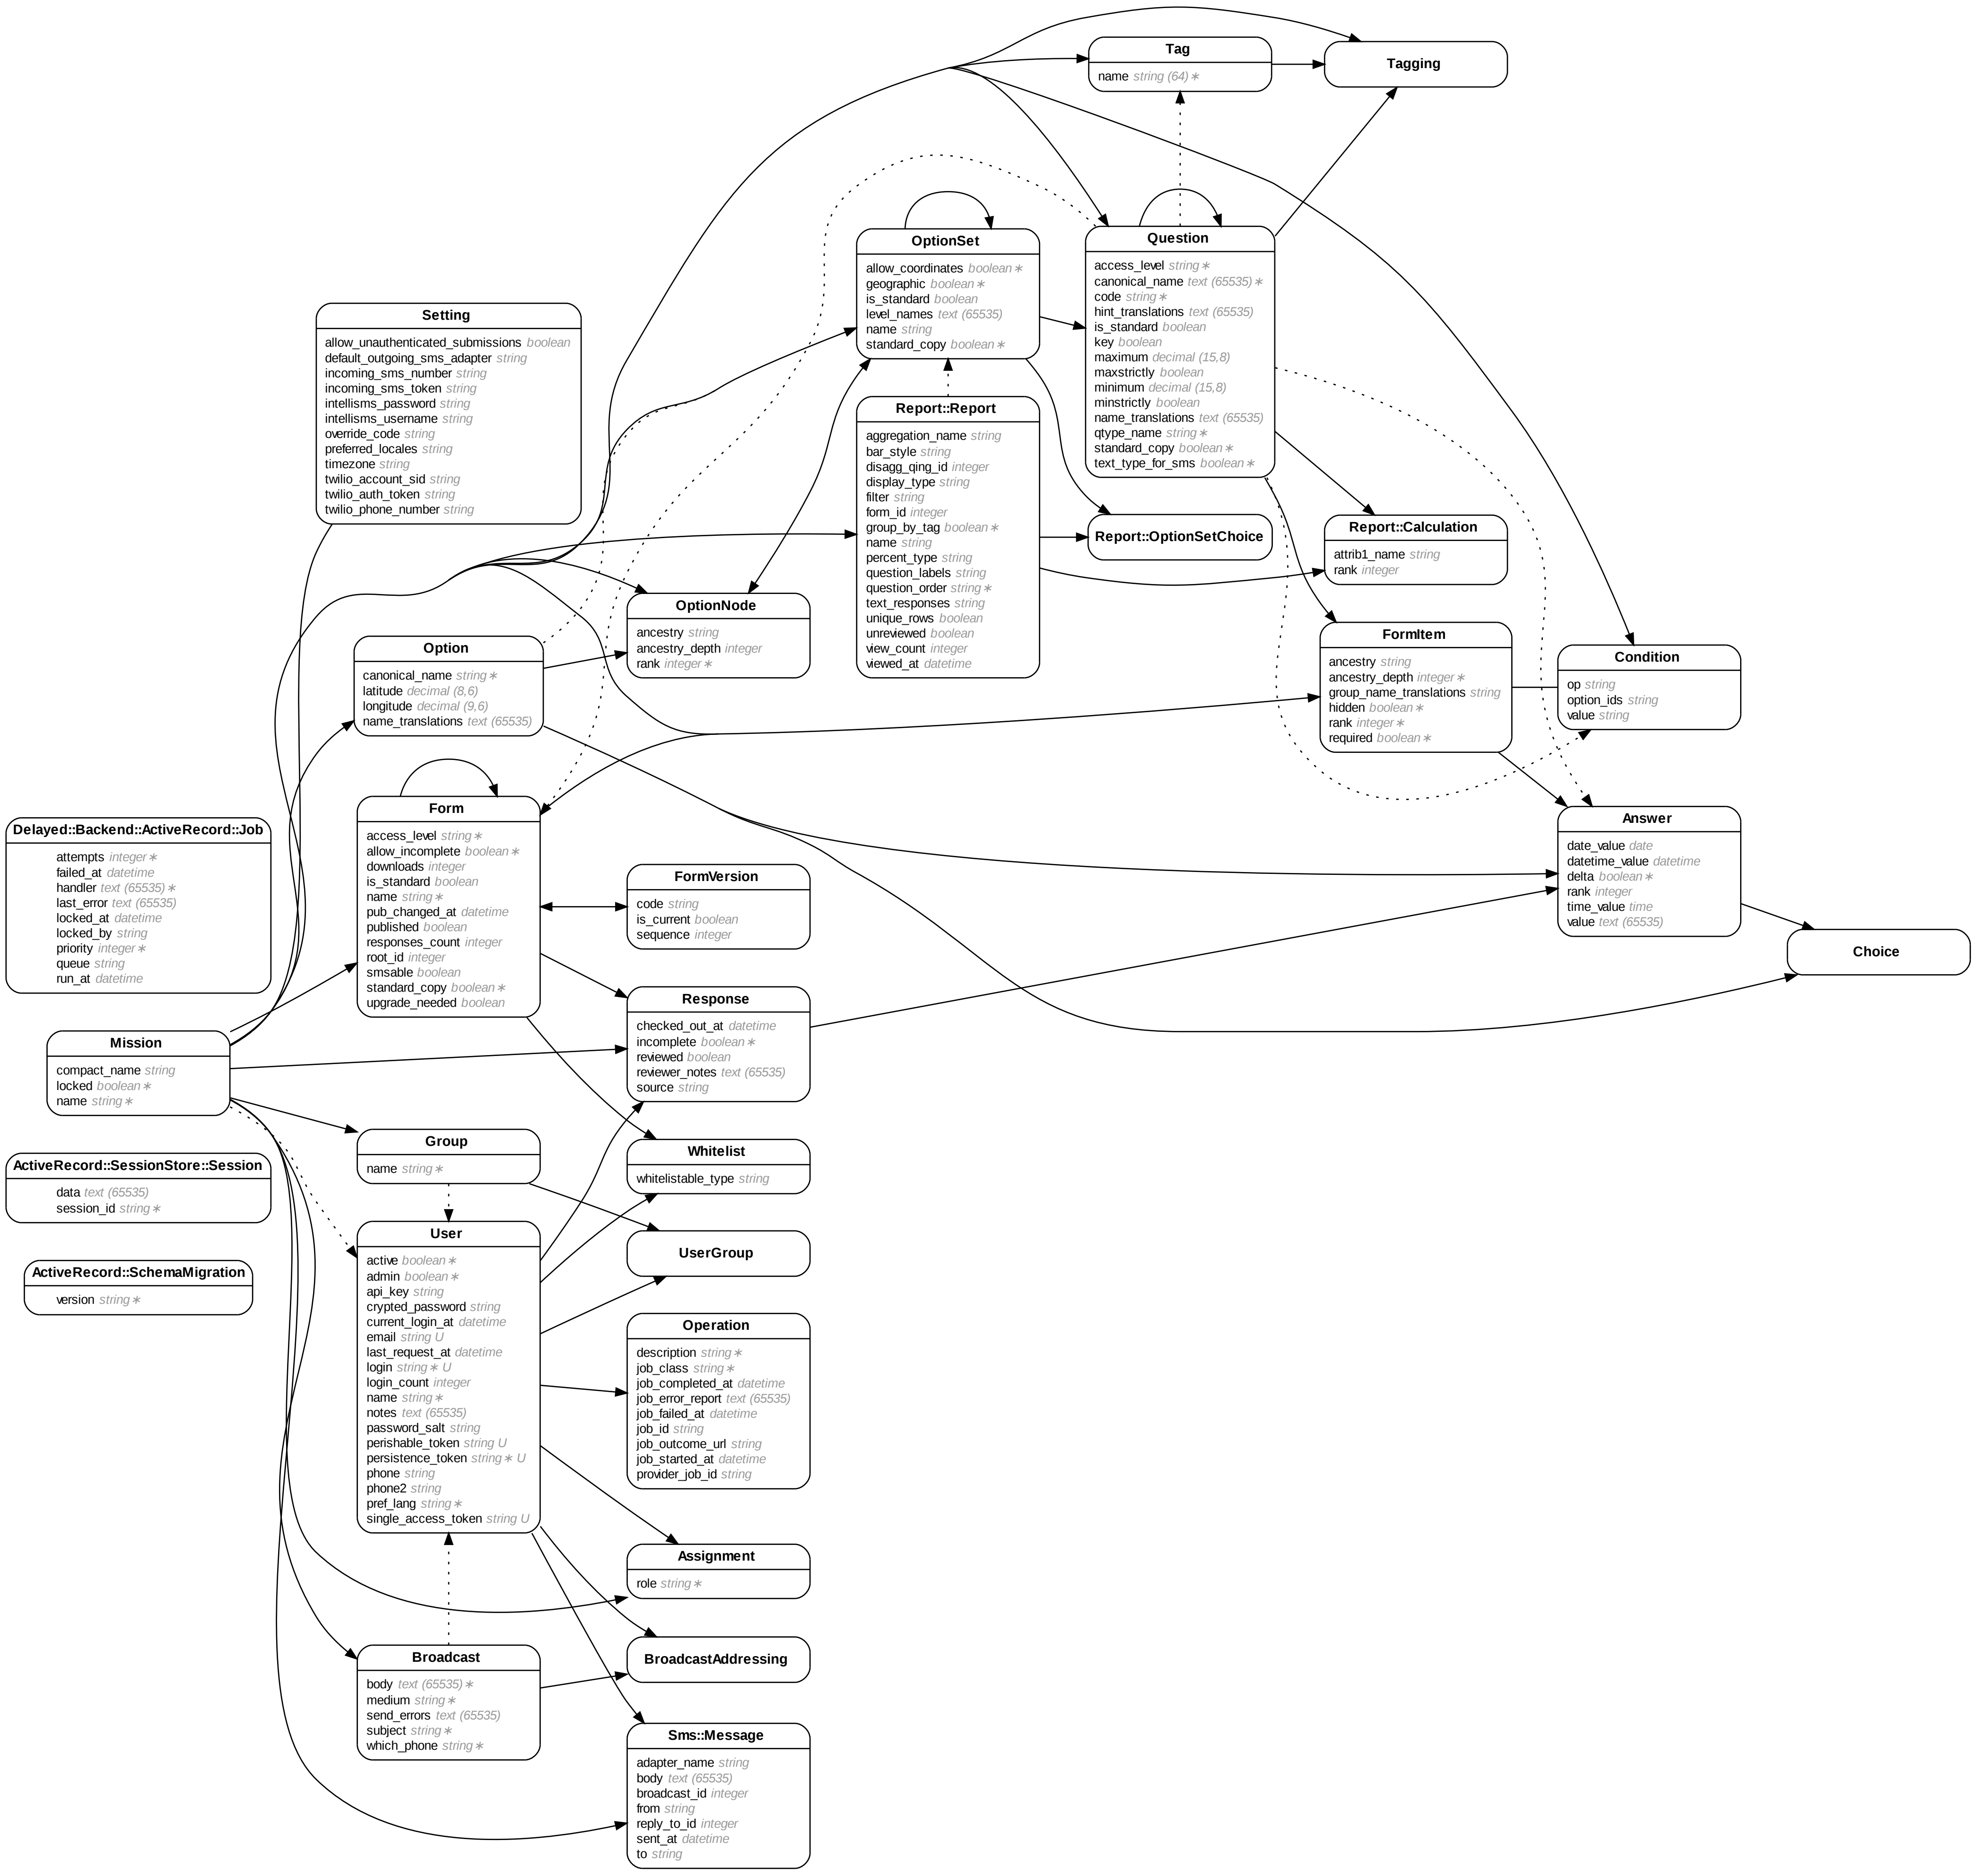 Tag
name string (64)∗
Tagging
OptionSet
allow_coordinates boolean∗
geographic boolean∗
is_standard boolean
level_names text (65535)
name string
standard_copy boolean∗
Question
access_level string∗
canonical_name text (65535)∗
code string∗
hint_translations text (65535)
is_standard boolean
key boolean
maximum decimal (15,8)
maxstrictly boolean
minimum decimal (15,8)
minstrictly boolean
name_translations text (65535)
qtype_name string∗
standard_copy boolean∗
text_type_for_sms boolean∗
Setting
allow_unauthenticated_submissions boolean
default_outgoing_sms_adapter string
incoming_sms_number string
incoming_sms_token string
intellisms_password string
intellisms_username string
override_code string
preferred_locales string
timezone string
twilio_account_sid string
twilio_auth_token string
twilio_phone_number string
Report::Report
aggregation_name string
bar_style string
disagg_qing_id integer
display_type string
filter string
form_id integer
group_by_tag boolean∗
name string
percent_type string
question_labels string
question_order string∗
text_responses string
unique_rows boolean
unreviewed boolean
view_count integer
viewed_at datetime
Report::OptionSetChoice
Report::Calculation
attrib1_name string
rank integer
OptionNode
ancestry string
ancestry_depth integer
rank integer∗
Option
canonical_name string∗
latitude decimal (8,6)
longitude decimal (9,6)
name_translations text (65535)
FormItem
ancestry string
ancestry_depth integer∗
group_name_translations string
hidden boolean∗
rank integer∗
required boolean∗
Condition
op string
option_ids string
value string
Form
access_level string∗
allow_incomplete boolean∗
downloads integer
is_standard boolean
name string∗
pub_changed_at datetime
published boolean
responses_count integer
root_id integer
smsable boolean
standard_copy boolean∗
upgrade_needed boolean
Delayed::Backend::ActiveRecord::Job
attempts integer∗
failed_at datetime
handler text (65535)∗
last_error text (65535)
locked_at datetime
locked_by string
priority integer∗
queue string
run_at datetime
FormVersion
code string
is_current boolean
sequence integer
Answer
date_value date
datetime_value datetime
delta boolean∗
rank integer
time_value time
value text (65535)
Choice
Response
checked_out_at datetime
incomplete boolean∗
reviewed boolean
reviewer_notes text (65535)
source string
Mission
compact_name string
locked boolean∗
name string∗
Group
name string∗
Whitelist
whitelistable_type string
ActiveRecord::SessionStore::Session
data text (65535)
session_id string∗
User
active boolean∗
admin boolean∗
api_key string
crypted_password string
current_login_at datetime
email string U
last_request_at datetime
login string∗ U
login_count integer
name string∗
notes text (65535)
password_salt string
perishable_token string U
persistence_token string∗ U
phone string
phone2 string
pref_lang string∗
single_access_token string U
UserGroup
ActiveRecord::SchemaMigration
version string∗
Operation
description string∗
job_class string∗
job_completed_at datetime
job_error_report text (65535)
job_failed_at datetime
job_id string
job_outcome_url string
job_started_at datetime
provider_job_id string
Assignment
role string∗
BroadcastAddressing
Broadcast
body text (65535)∗
medium string∗
send_errors text (65535)
subject string∗
which_phone string∗
Sms::Message
adapter_name string
body text (65535)
broadcast_id integer
from string
reply_to_id integer
sent_at datetime
to string